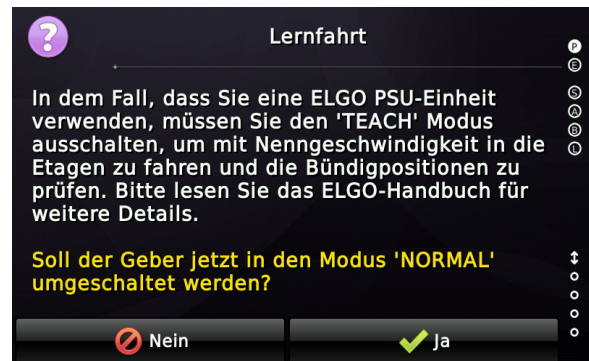 Lernfahrt
In dem Fall, dass Sie eine ELGO PSU-Einheit
verwenden, müssen Sie den 'TEACH' Modus
ausschalten, um mit Nenngeschwindigkeit in die
Etagen zu fahren und die Bündigpositionen zu
prüfen. Bitte lesen Sie das ELGO-Handbuch für
weitere Details.
Soll der Geber jetzt in den Modus 'NORMAL'
umgeschaltet werden?
Nein
Ja
P
E
S
A
B
L